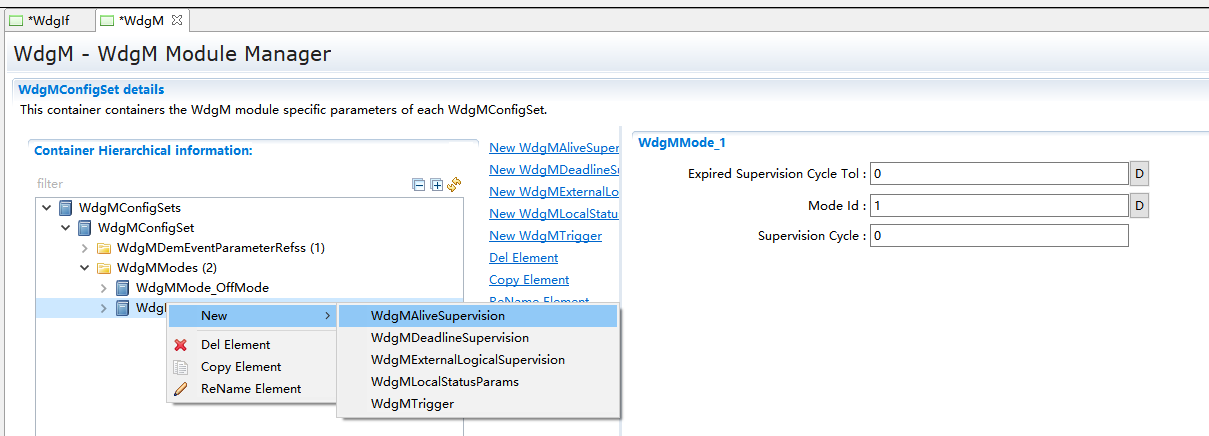 *WdgIf
*WdgM
WdgM - WdgM Module Manager
WdgMConfigSet details
This container containers the WdgM module specific parameters of each WdgMConfigSet.
Container Hierarchical information:
filter
WdgMConfigSets
WdgMConfigSet
WdgMDemEventParameterRefss (1)
WdgMModes (2)
WdgMMode_OffMode
New
Del Element
Copy Element
ReName Element
WdgMAliveSupervision
WdgMDeadlineSupervision
WdgMExternalLogicalSupervision
WdgMLocalStatusParams
WdgMTrigger
New WdgMAliveSuper
New WdgMDeadlineSu
New WdgMExternalLo
New WdgMLocalStatus
New WdgMTrigger
Del Element
Copy Element
ReName Element
WdgMMode_1
Expired Supervision Cycle Tol : 0 D
Mode Id : 1 D
Supervision Cycle : 0